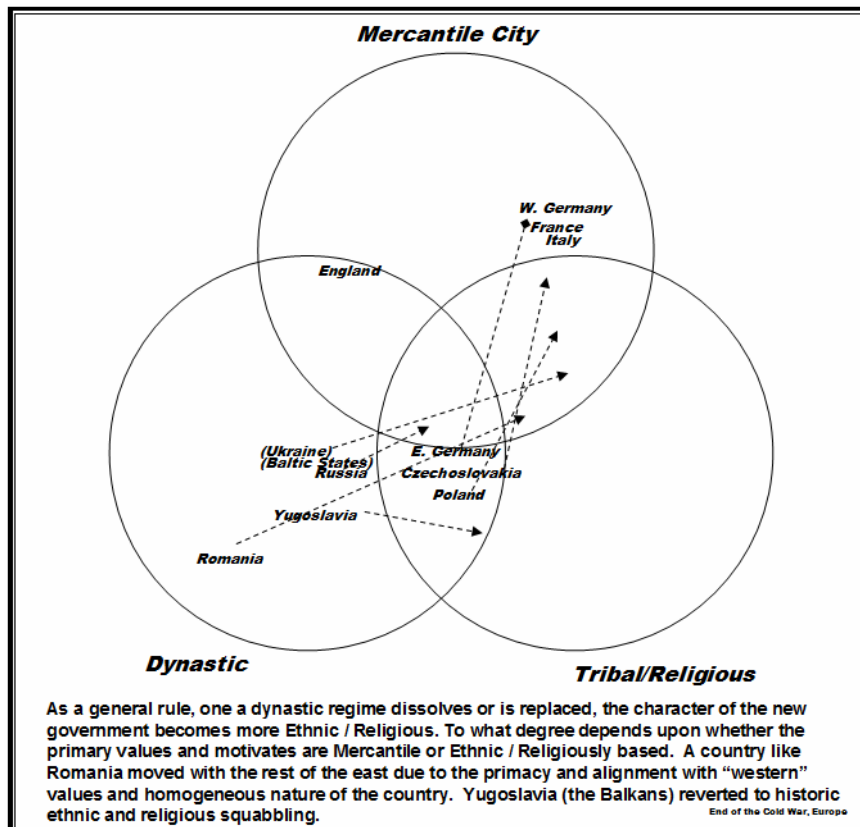 Mercantile City
W. Germany
France
Italy
England
(Ukraine)
(Baltic States)
Russia
E. Germany
Czechoslovakia
Poland
Yugoslavia
Romania
Dynastic
Tribal/Religious
As a general rule, one a dynastic regime dissolves or is replaced, the character of the new
government becomes more Ethnic / Religious. To what degree depends upon whether the
primary values and motivates are Mercantile or Ethnic / Religiously based. A country like
Romania moved with the rest of the east due to the primacy and alignment with “western”
values and homogeneous nature of the country. Yugoslavia (the Balkans) reverted to historic
ethnic and religious squabbling.
End of the Cold War, Europe